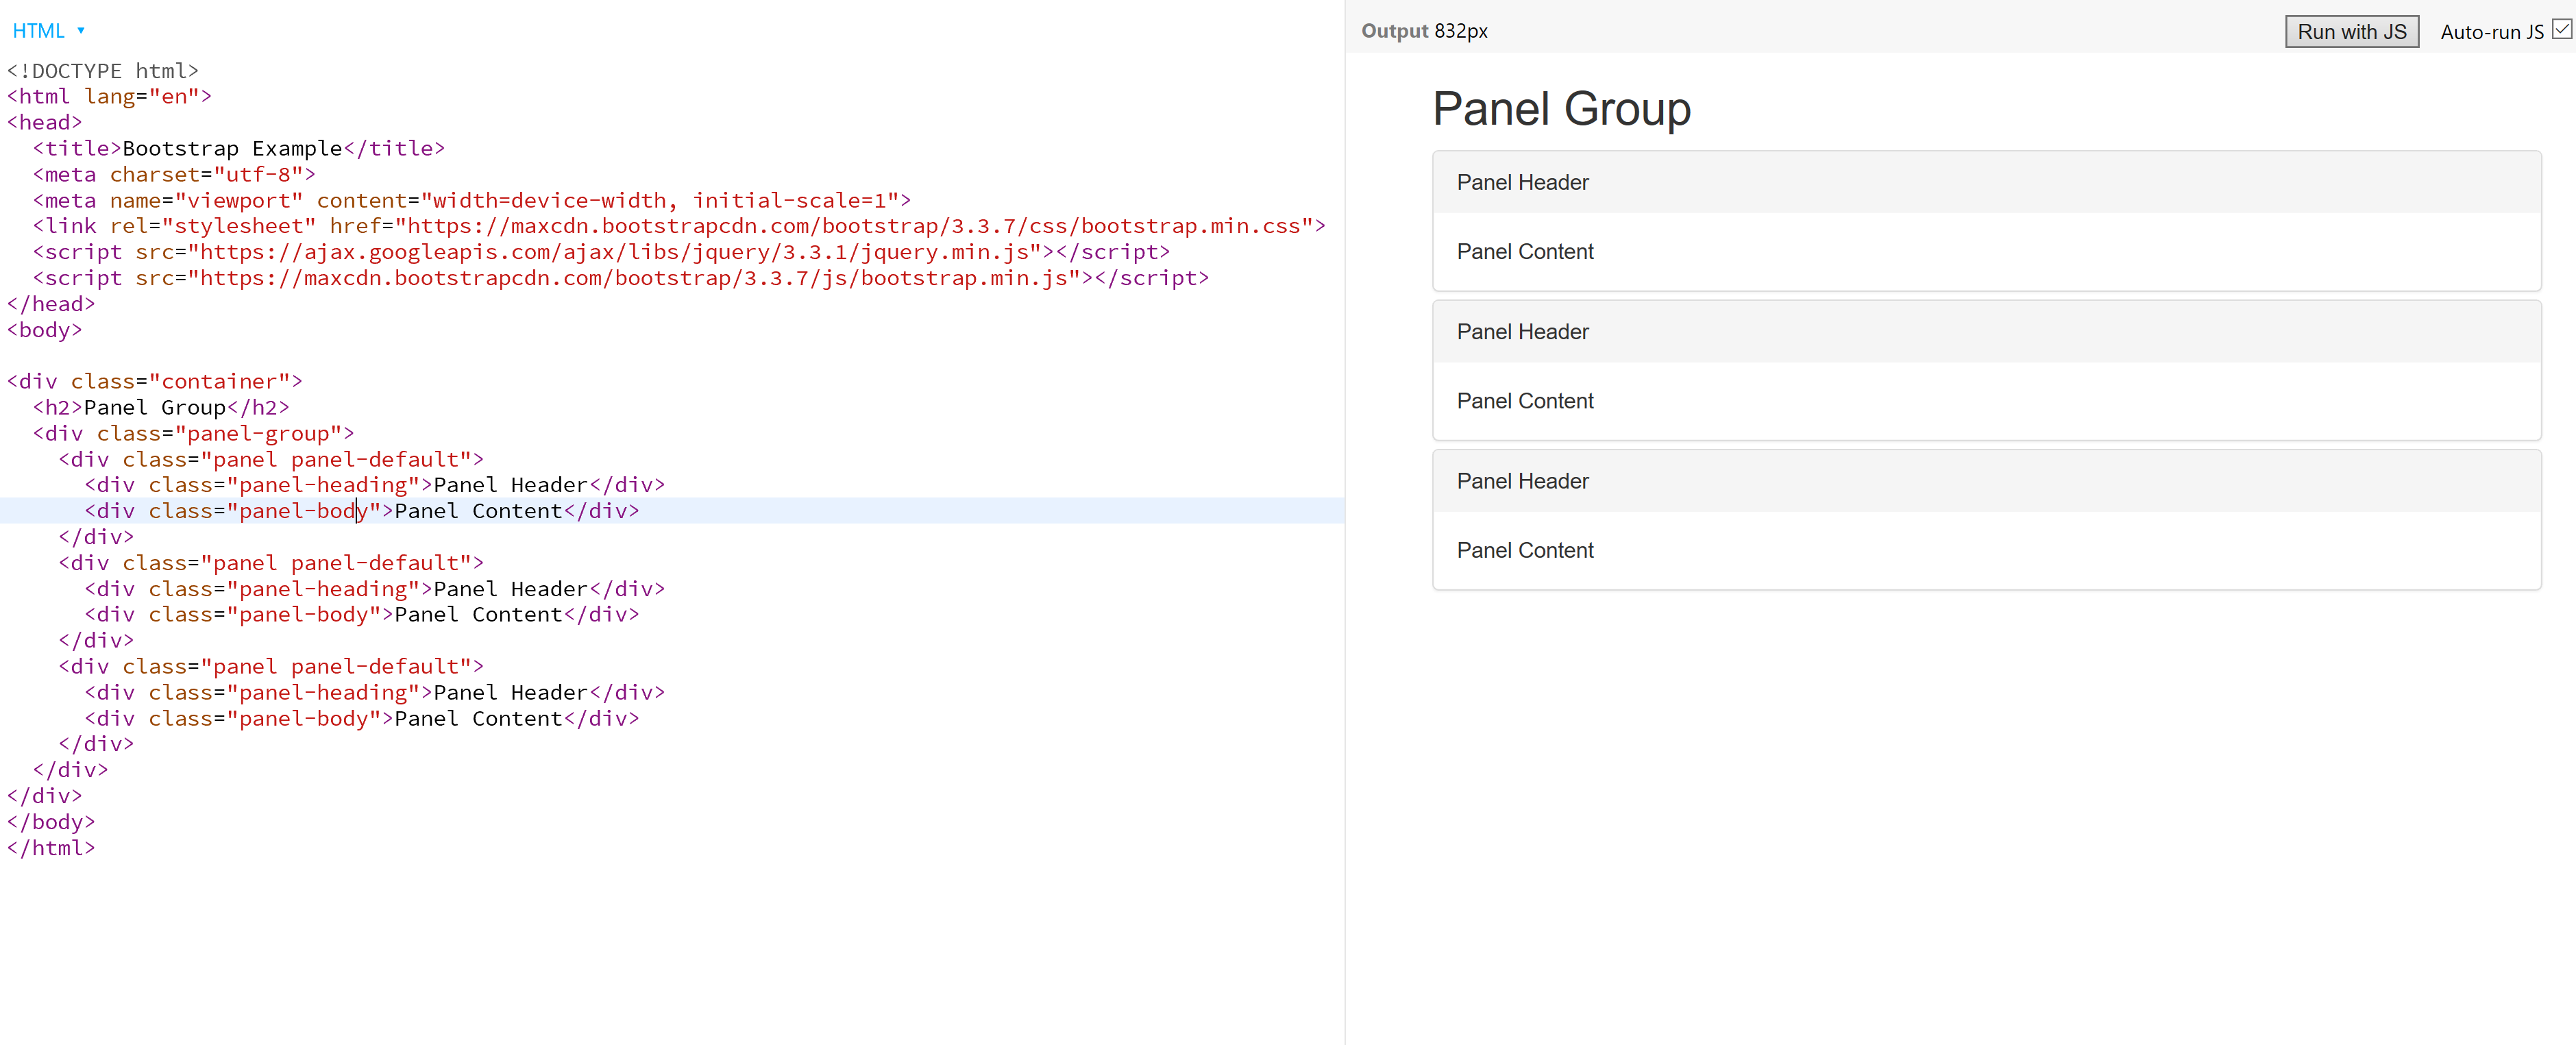 HTML ▾
<!DOCTYPE html>
<html lang="en">
<head>
  <title>Bootstrap Example</title>
  <meta charset="utf-8">
  <meta name="viewport" content="width=device-width, initial-scale=1">
  <link rel="stylesheet" href="https://maxcdn.bootstrapcdn.com/bootstrap/3.3.7/css/bootstrap.min.css">
  <script src="https://ajax.googleapis.com/ajax/libs/jquery/3.3.1/jquery.min.js"></script>
  <script src="https://maxcdn.bootstrapcdn.com/bootstrap/3.3.7/js/bootstrap.min.js"></script>
</head>
<body>

<div class="container">
  <h2>Panel Group</h2>
  <div class="panel-group">
    <div class="panel panel-default">
      <div class="panel-heading">Panel Header</div>
      <div class="panel-body">Panel Content</div>
    </div>
    <div class="panel panel-default">
      <div class="panel-heading">Panel Header</div>
      <div class="panel-body">Panel Content</div>
    </div>
    <div class="panel panel-default">
      <div class="panel-heading">Panel Header</div>
      <div class="panel-body">Panel Content</div>
    </div>
  </div>
</div>
</body>
</html>
Output 832px
Run with JS
Auto-run JS
Panel Group
Panel Header
Panel Content
Panel Header
Panel Content
Panel Header
Panel Content